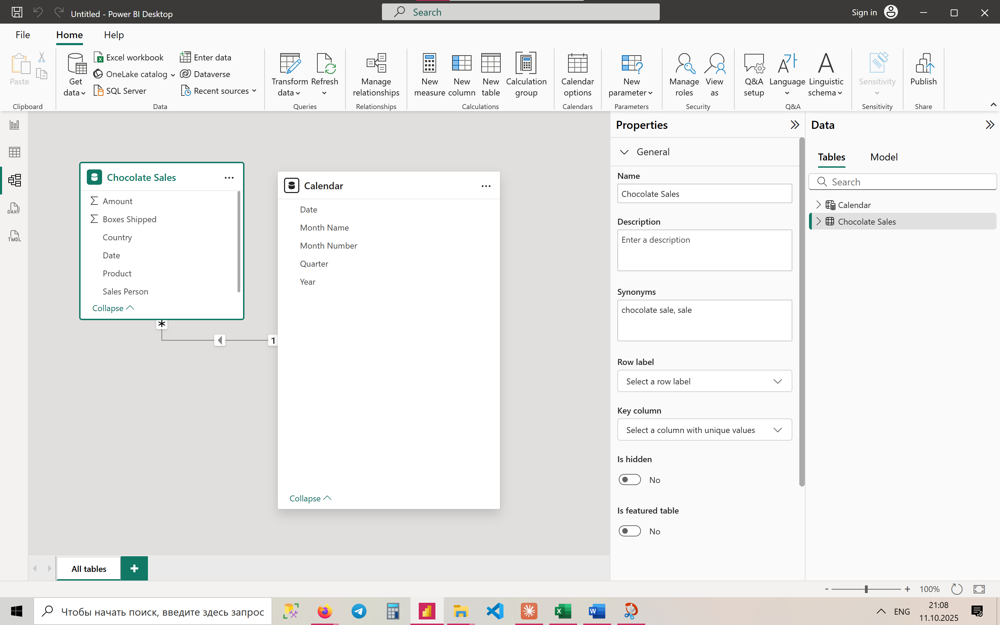 Untitled - Power BI Desktop
Search
Sign in
File
Home
Help
Paste
Clipboard
Get data
Excel workbook
OneLake catalog
SQL Server
Enter data
Dataverse
Recent sources
Data
Transform data
Refresh
Queries
Manage relationships
Relationships
New measure
New column
New table
Calculation group
Calculations
Calendar options
Calendars
New parameter
Parameters
Manage roles
View as
Security
Q&A setup
Language
Linguistic schema
Q&A
Sensitivity
Sensitivity
Publish
Share
DAX
TMDL
Chocolate Sales
Σ Amount
Σ Boxes Shipped
Country
Date
Product
Sales Person
Collapse
*
1
Calendar
Date
Month Name
Month Number
Quarter
Year
Collapse
All tables
+
Properties
General
Name
Chocolate Sales
Description
Enter a description
Synonyms
chocolate sale, sale
Row label
Select a row label
Key column
Select a column with unique values
Is hidden
No
Is featured table
No
Data
Tables
Model
Search
Calendar
Chocolate Sales
- + 100%
Чтобы начать поиск, введите здесь запрос
ENG
21:08
11.10.2025